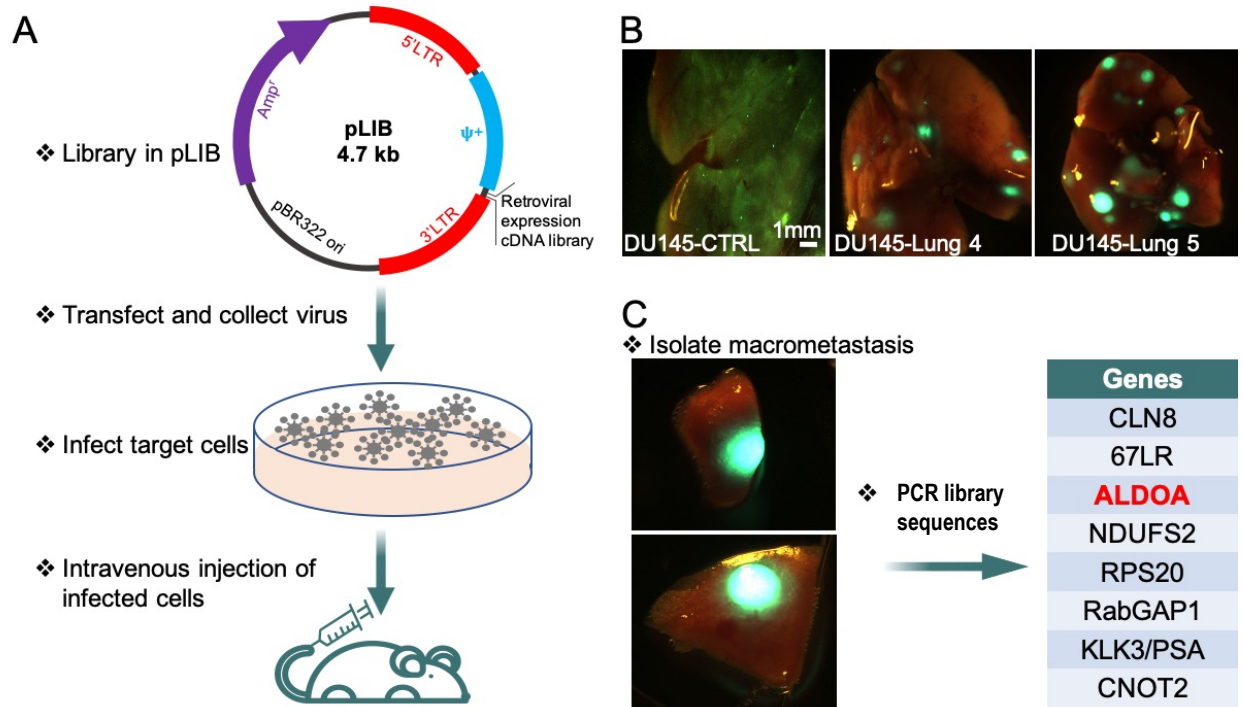 A
❖ Library in pLIB
5'LTR
Ampʳ
ψ⁺
pLIB
4.7 kb
pBR322 ori
3'LTR
Retroviral
expression
cDNA library
❖ Transfect and collect virus
❖ Infect target cells
❖ Intravenous injection of
infected cells
B
DU145-CTRL
1mm
DU145-Lung 4
DU145-Lung 5
C
❖ Isolate macrometastasis
❖ PCR library
sequences
Genes
CLN8
67LR
ALDOA
NDUFS2
RPS20
RabGAP1
KLK3/PSA
CNOT2